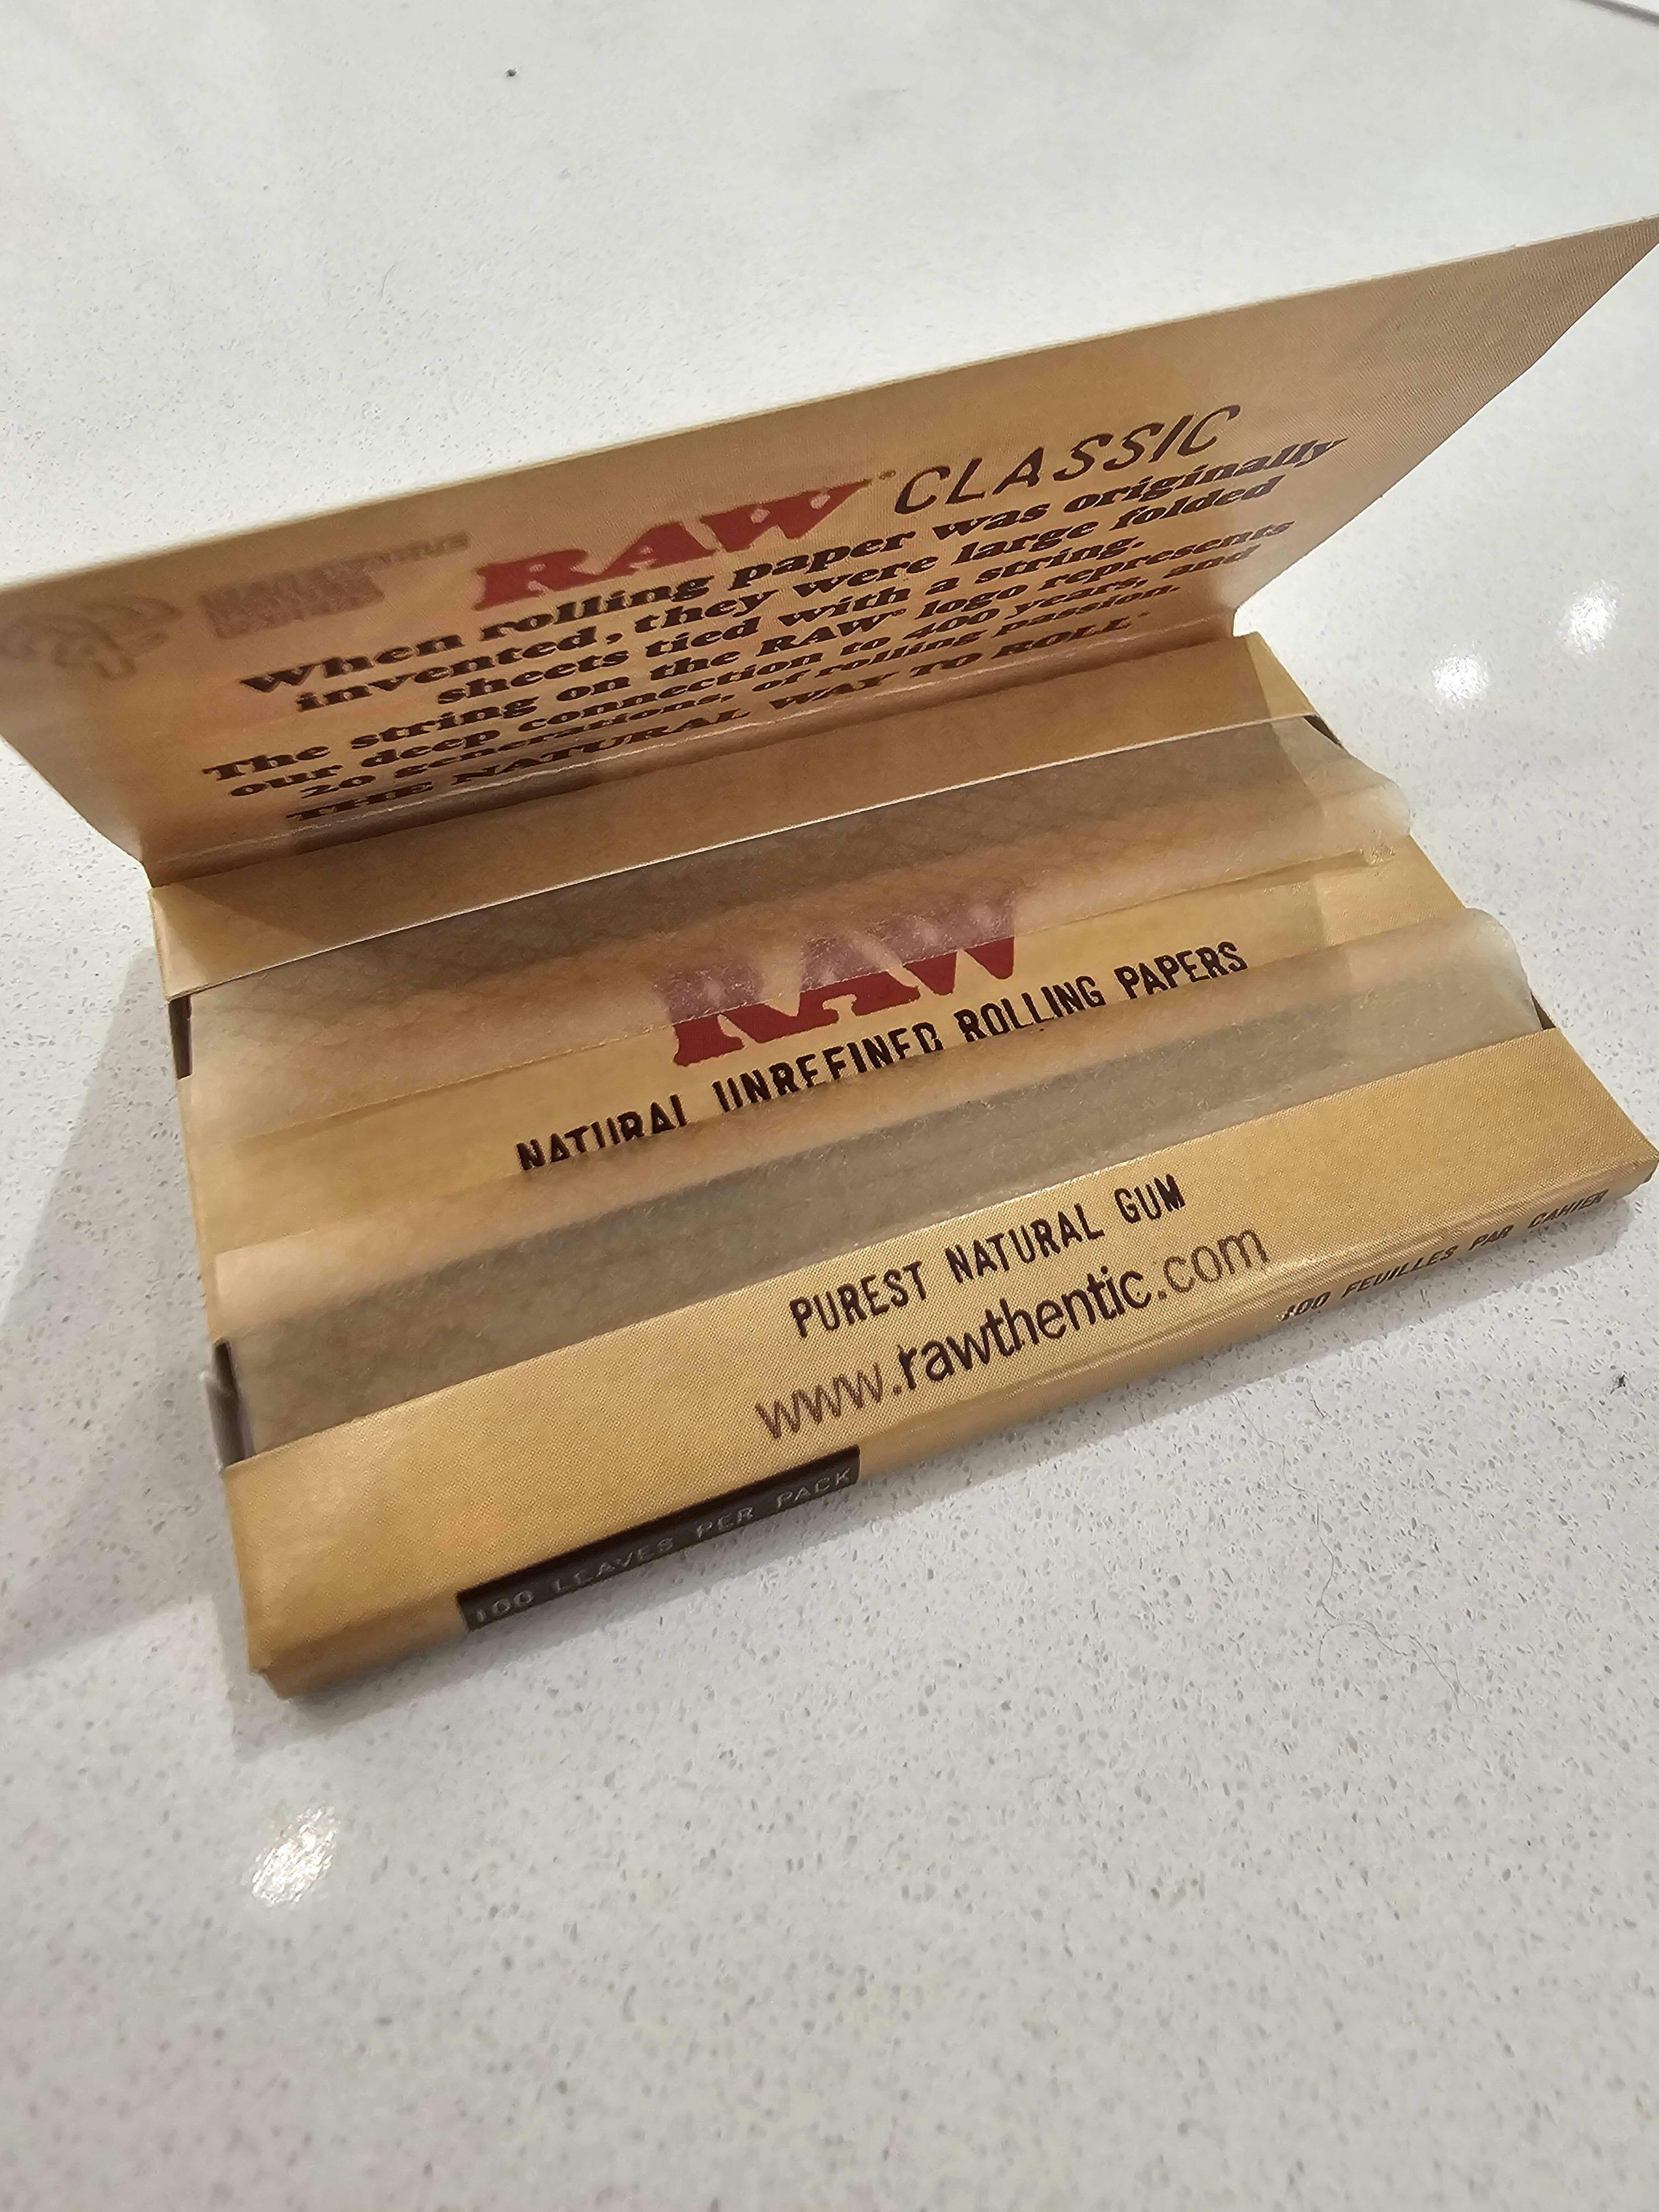 RAW CLASSIC
When rolling paper was originally
invented, they were large folded
sheets tied with a string.
The string on the RAW® logo represents
our deep connection to 400 years, and
20 generations, of rolling passion.
THE NATURAL WAY TO ROLL
RAW
NATURAL UNREFINED ROLLING PAPERS
PUREST NATURAL GUM
www.rawthentic.com
100 LEAVES PER PACK
100 FEUILLES PAR CAHIER